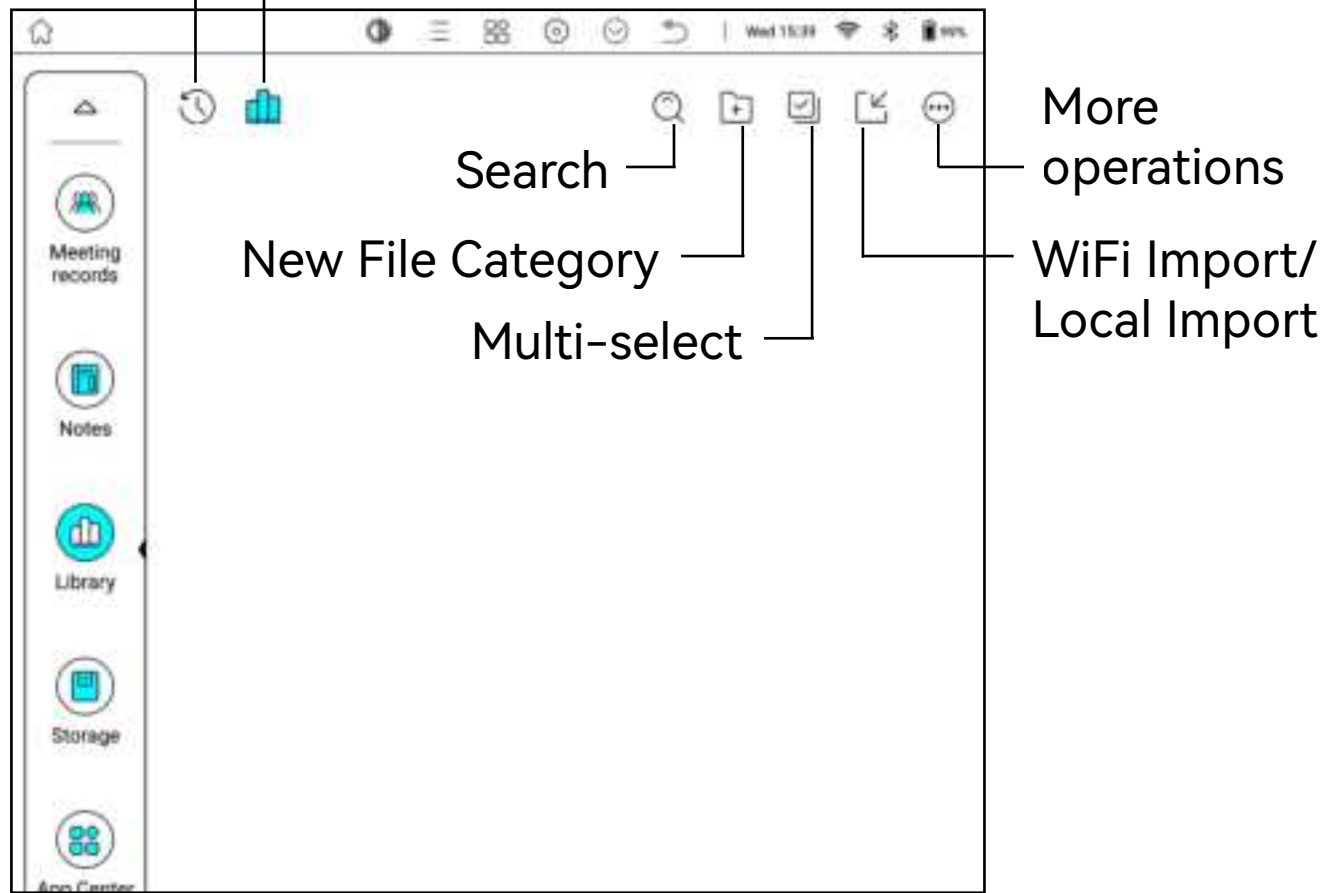 Wed 15:39
More
operations
Search
Meeting
records
New File Category
WiFi Import/
Local Import
Multi-select
Notes
Library
Storage
App Center